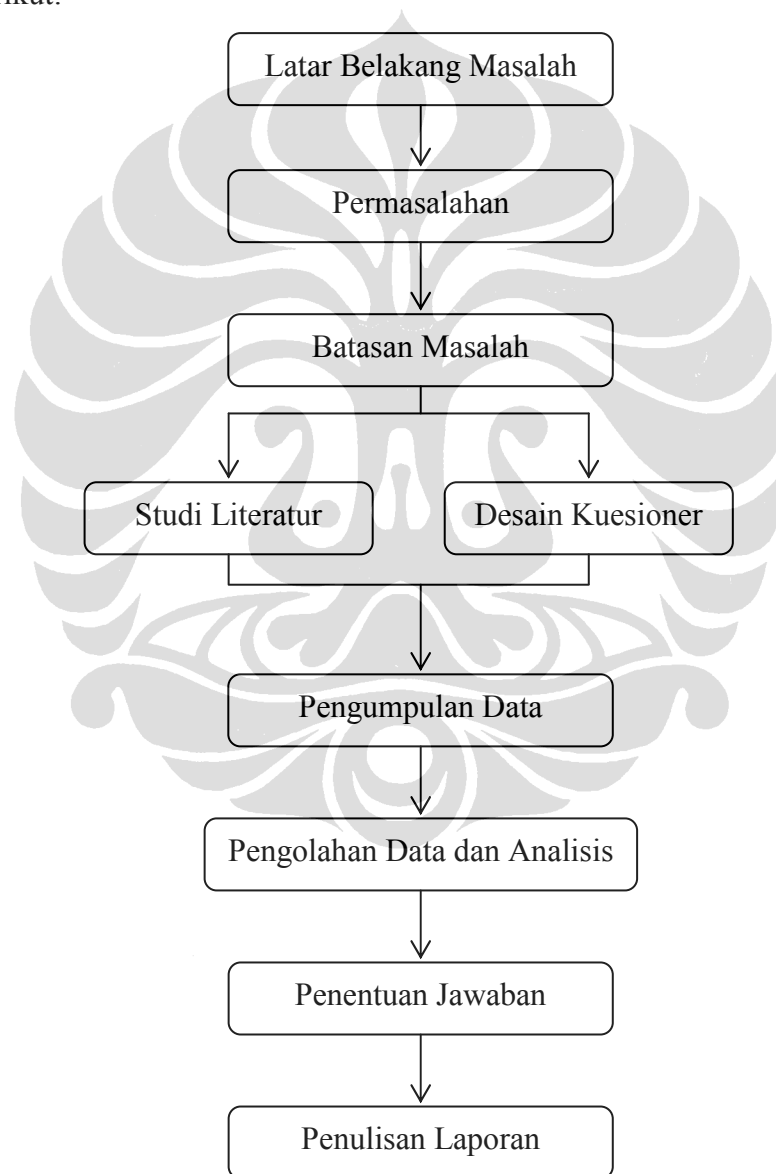 Latar Belakang Masalah
Permasalahan
Batasan Masalah
Studi Literatur
Desain Kuesioner
Pengumpulan Data
Pengolahan Data dan Analisis
Penentuan Jawaban
Penulisan Laporan